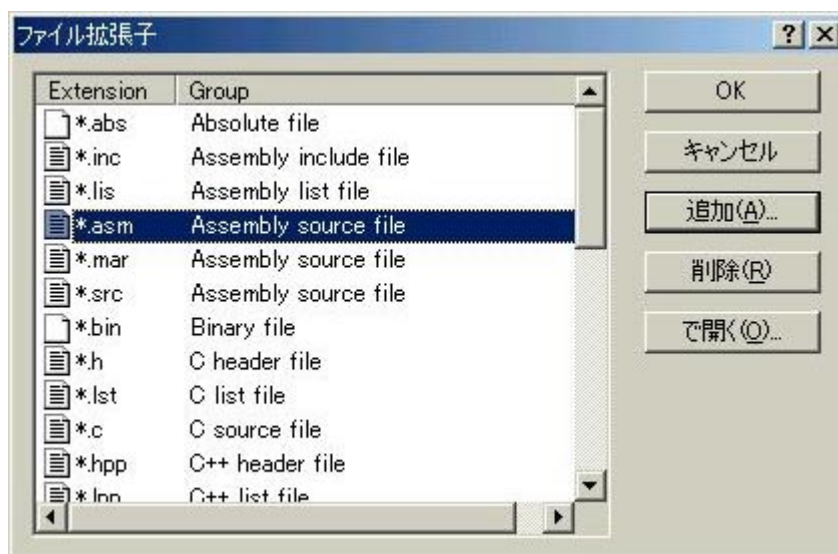 ファイル拡張子
Extension Group
*.abs Absolute file
*.inc Assembly include file
*.lis Assembly list file
*.asm Assembly source file
*.mar Assembly source file
*.src Assembly source file
*.bin Binary file
*.h C header file
*.lst C list file
*.c C source file
*.hpp C++ header file
*.lpp C++ list file
OK
キャンセル
追加(A)...
削除(R)
で開く(O)...